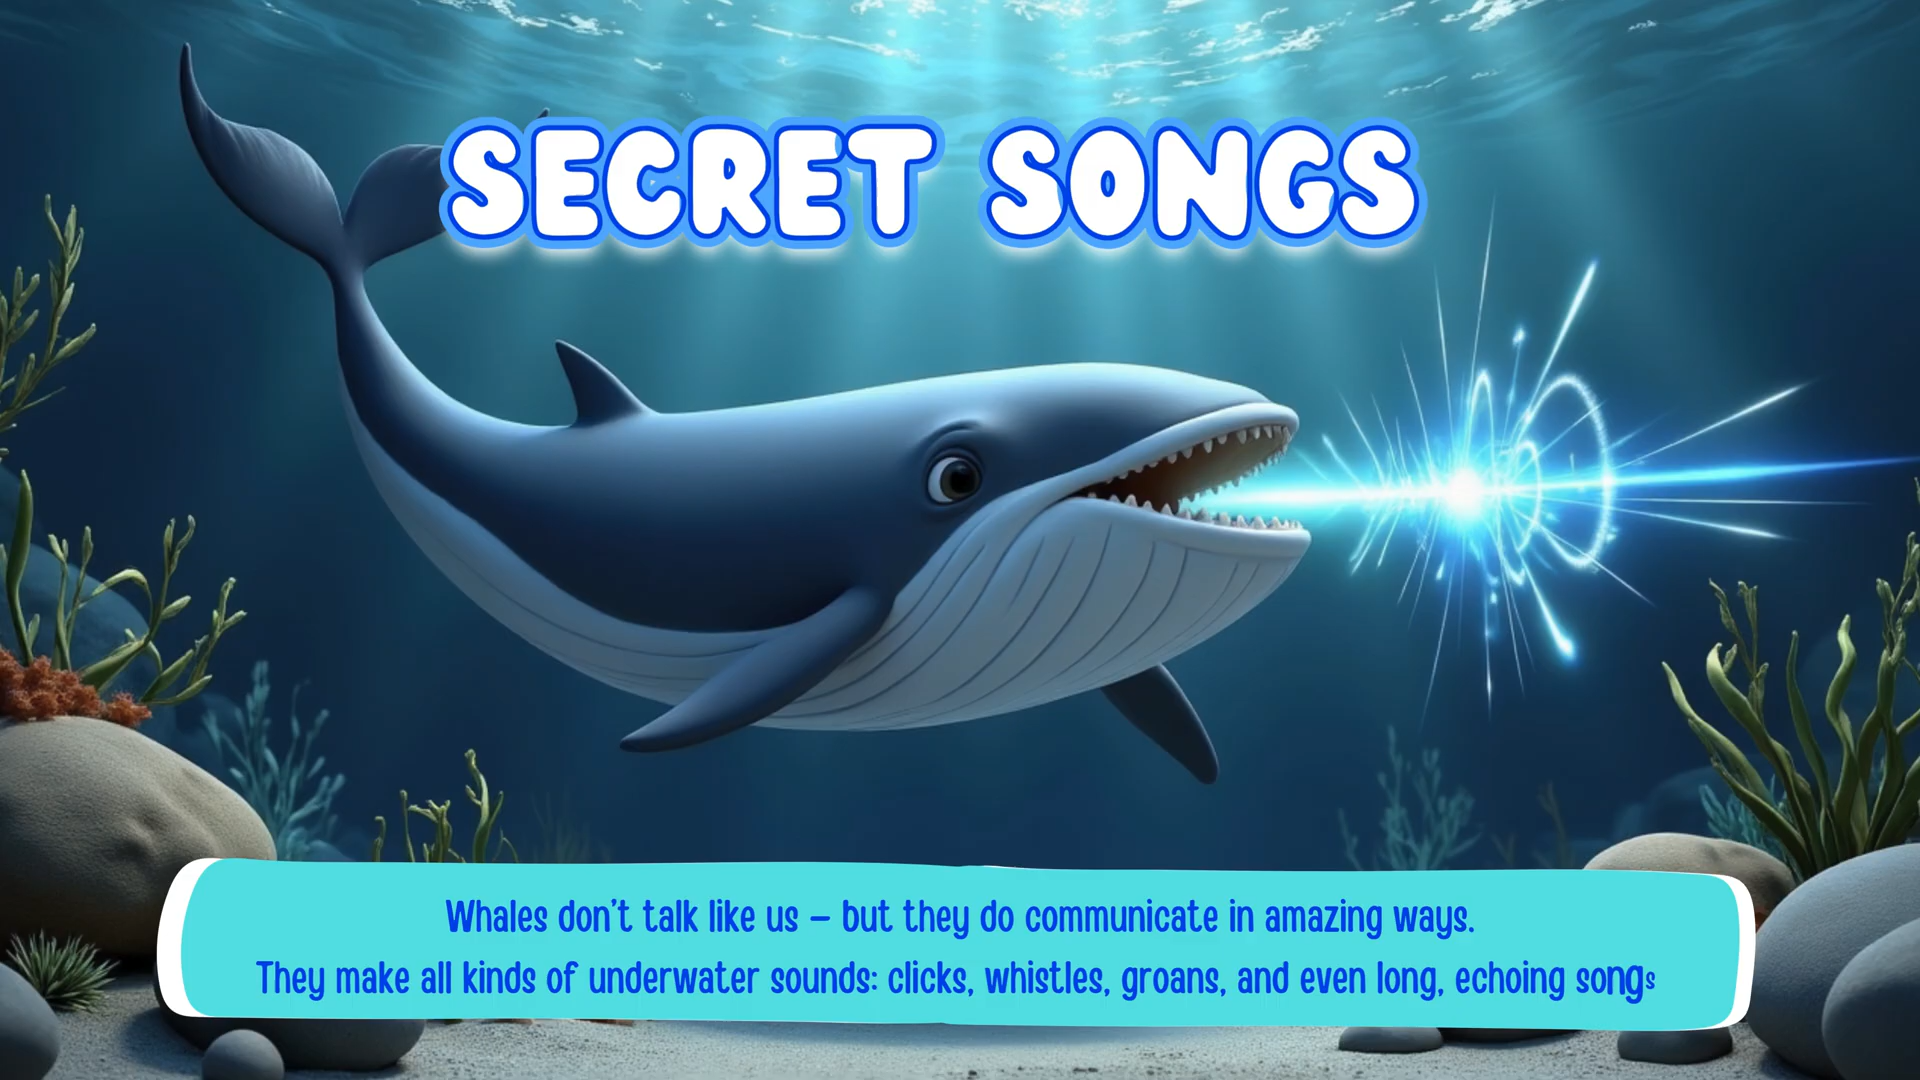 SECRET SONGS
Whales don't talk like us – but they do communicate in amazing ways.
They make all kinds of underwater sounds: clicks, whistles, groans, and even long, echoing songs